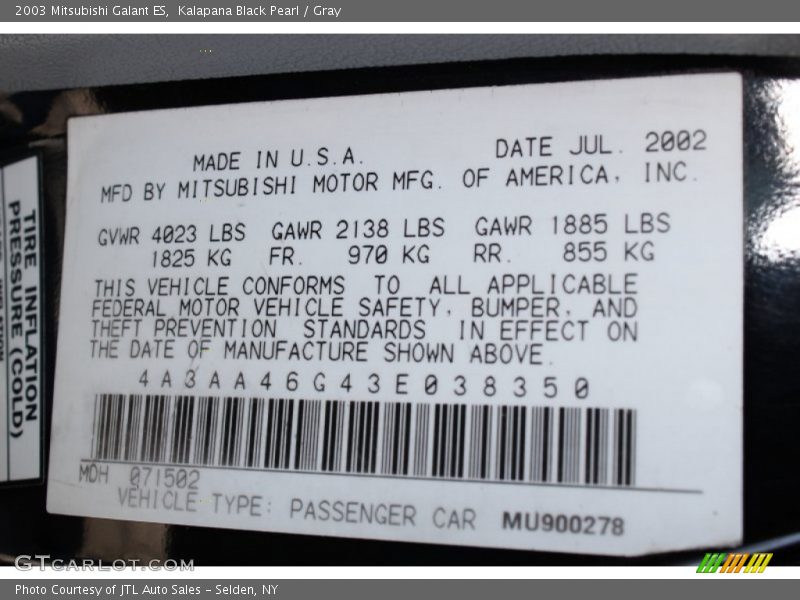 2003 Mitsubishi Galant ES,  Kalapana Black Pearl / Gray
MADE IN U.S.A.
DATE JUL. 2002
MFD BY MITSUBISHI MOTOR MFG. OF AMERICA, INC.
GVWR 4023 LBS GAWR 2138 LBS GAWR 1885 LBS
1825 KG FR. 970 KG RR. 855 KG
THIS VEHICLE CONFORMS TO ALL APPLICABLE
FEDERAL MOTOR VEHICLE SAFETY, BUMPER, AND
THEFT PREVENTION STANDARDS IN EFFECT ON
THE DATE OF MANUFACTURE SHOWN ABOVE.
4A3AA46G43E038350
MDH 071502
VEHICLE TYPE: PASSENGER CAR MU900278
TIRE INFLATION
PRESSURE (COLD)
GTCARLOT.COM
Photo Courtesy of JTL Auto Sales - Selden, NY